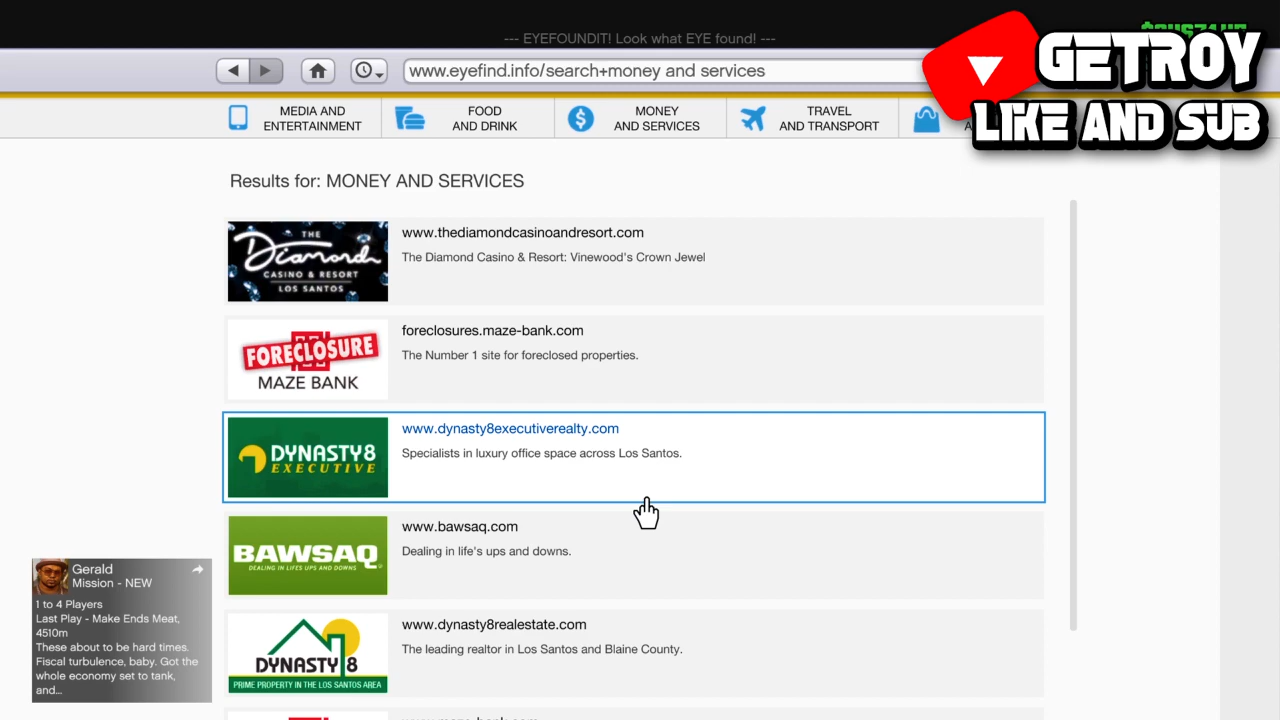 --- EYEFOUNDIT! Look what EYE found! ---
GETROY
LIKE AND SUB
www.eyefind.info/search+money and services
MEDIA AND
ENTERTAINMENT
FOOD
AND DRINK
MONEY
AND SERVICES
TRAVEL
AND TRANSPORT
Results for: MONEY AND SERVICES
THE
Diamond
CASINO & RESORT
LOS SANTOS
www.thediamondcasinoandresort.com
The Diamond Casino & Resort: Vinewood's Crown Jewel
FORECLOSURE
MAZE BANK
foreclosures.maze-bank.com
The Number 1 site for foreclosed properties.
DYNASTY8
EXECUTIVE
www.dynasty8executiverealty.com
Specialists in luxury office space across Los Santos.
BAWSAQ
DEALING IN LIFE'S UPS AND DOWNS
www.bawsaq.com
Dealing in life's ups and downs.
DYNASTY 8
PRIME PROPERTY IN THE LOS SANTOS AREA
www.dynasty8realestate.com
The leading realtor in Los Santos and Blaine County.
Gerald
Mission - NEW
1 to 4 Players
Last Play - Make Ends Meat,
4510m
These about to be hard times.
Fiscal turbulence, baby. Got the
whole economy set to tank,
and...